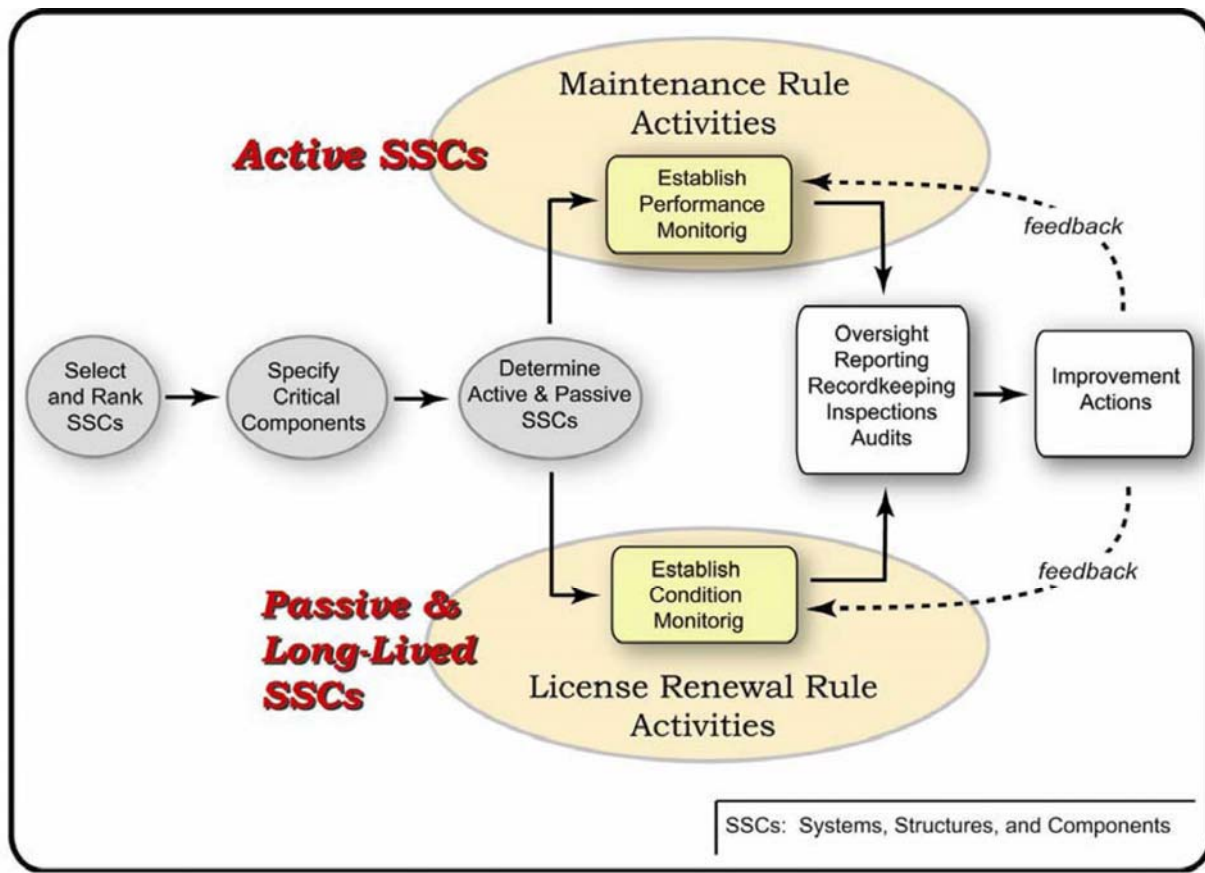 Maintenance Rule
Activities
Active SSCs
Establish
Performance
Monitorig
feedback
Select
and Rank
SSCs
Specify
Critical
Components
Determine
Active & Passive
SSCs
Oversight
Reporting
Recordkeeping
Inspections
Audits
Improvement
Actions
Passive &
Long-Lived
SSCs
Establish
Condition
Monitorig
feedback
License Renewal Rule
Activities
SSCs: Systems, Structures, and Components